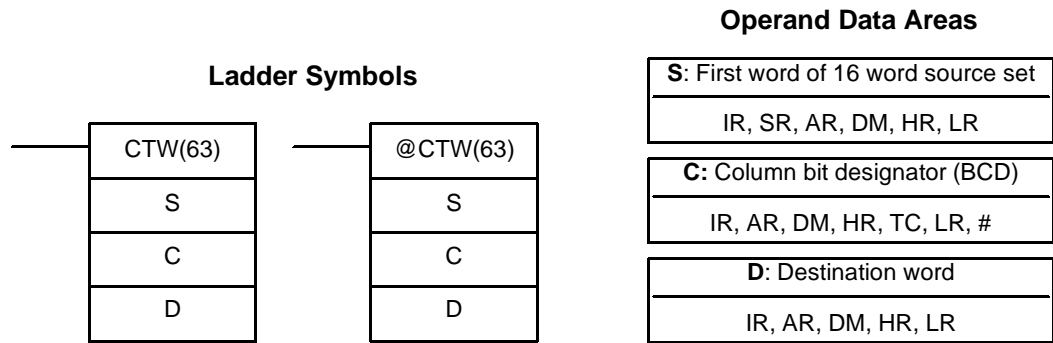 Operand Data Areas
Ladder Symbols
S: First word of 16 word source set
IR, SR, AR, DM, HR, LR
CTW(63)
@CTW(63)
C: Column bit designator (BCD)
S
S
IR, AR, DM, HR, TC, LR, #
C
C
D: Destination word
D
D
IR, AR, DM, HR, LR